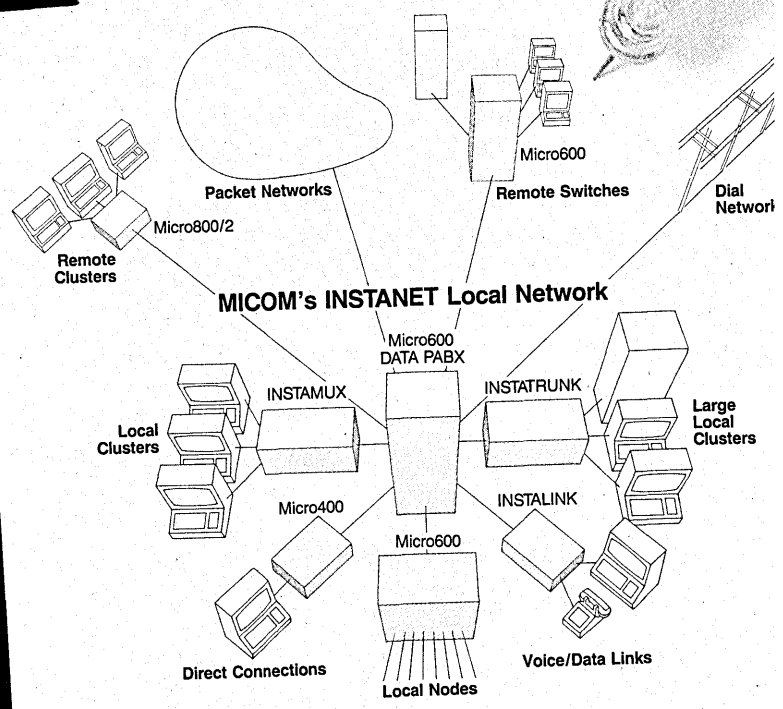 Micro600
Packet Networks
Remote Switches
Dial
Network
Micro800/2
Remote
Clusters
MICOM's INSTANET Local Network
Micro600
DATA PABX
INSTAMUX
INSTATRUNK
Local
Clusters
Large
Local
Clusters
Micro400
INSTALINK
Micro600
Direct Connections
Voice/Data Links
Local Nodes